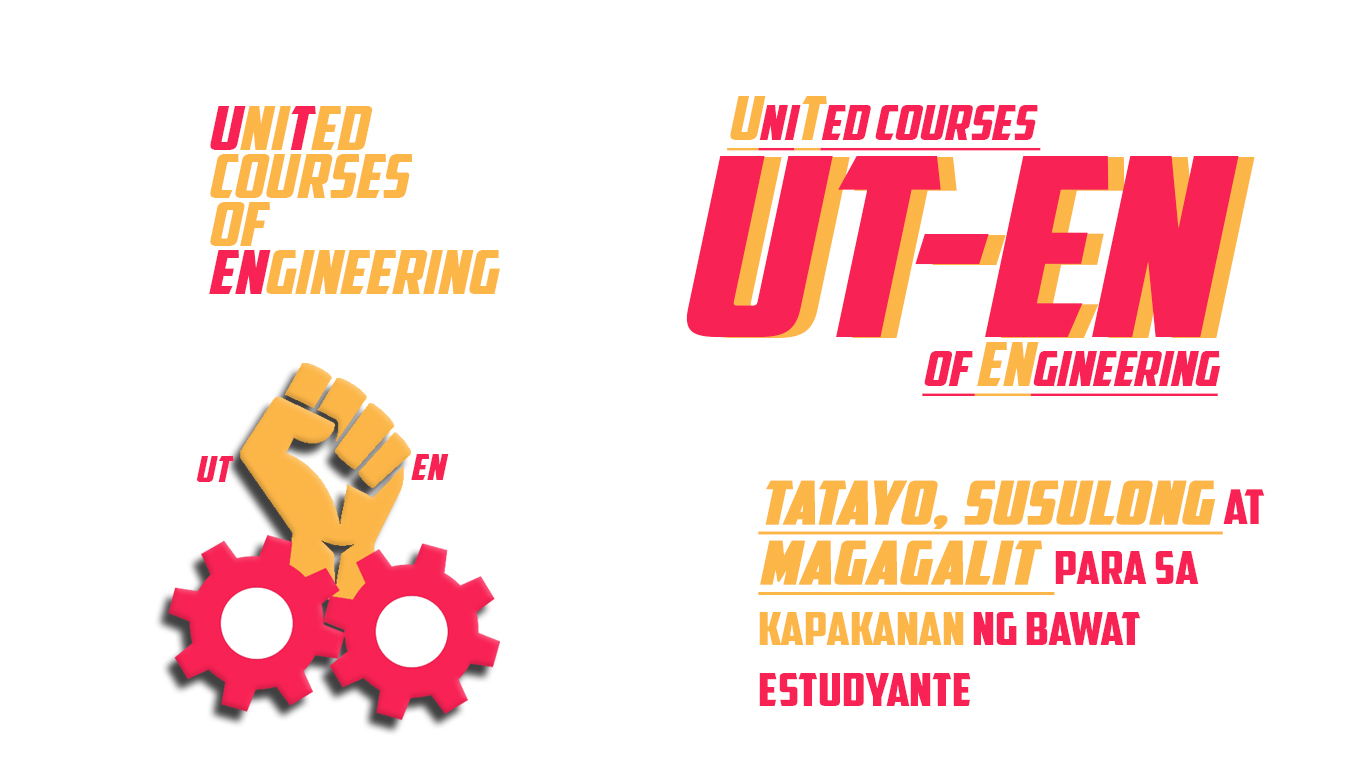 UNITED
COURSES
OF
ENGINEERING
UT
EN
UNITED COURSES
UT-EN
OF ENGINEERING
TATAYO, SUSULONG AT
MAGAGALIT PARA SA
KAPAKANAN NG BAWAT
ESTUDYANTE